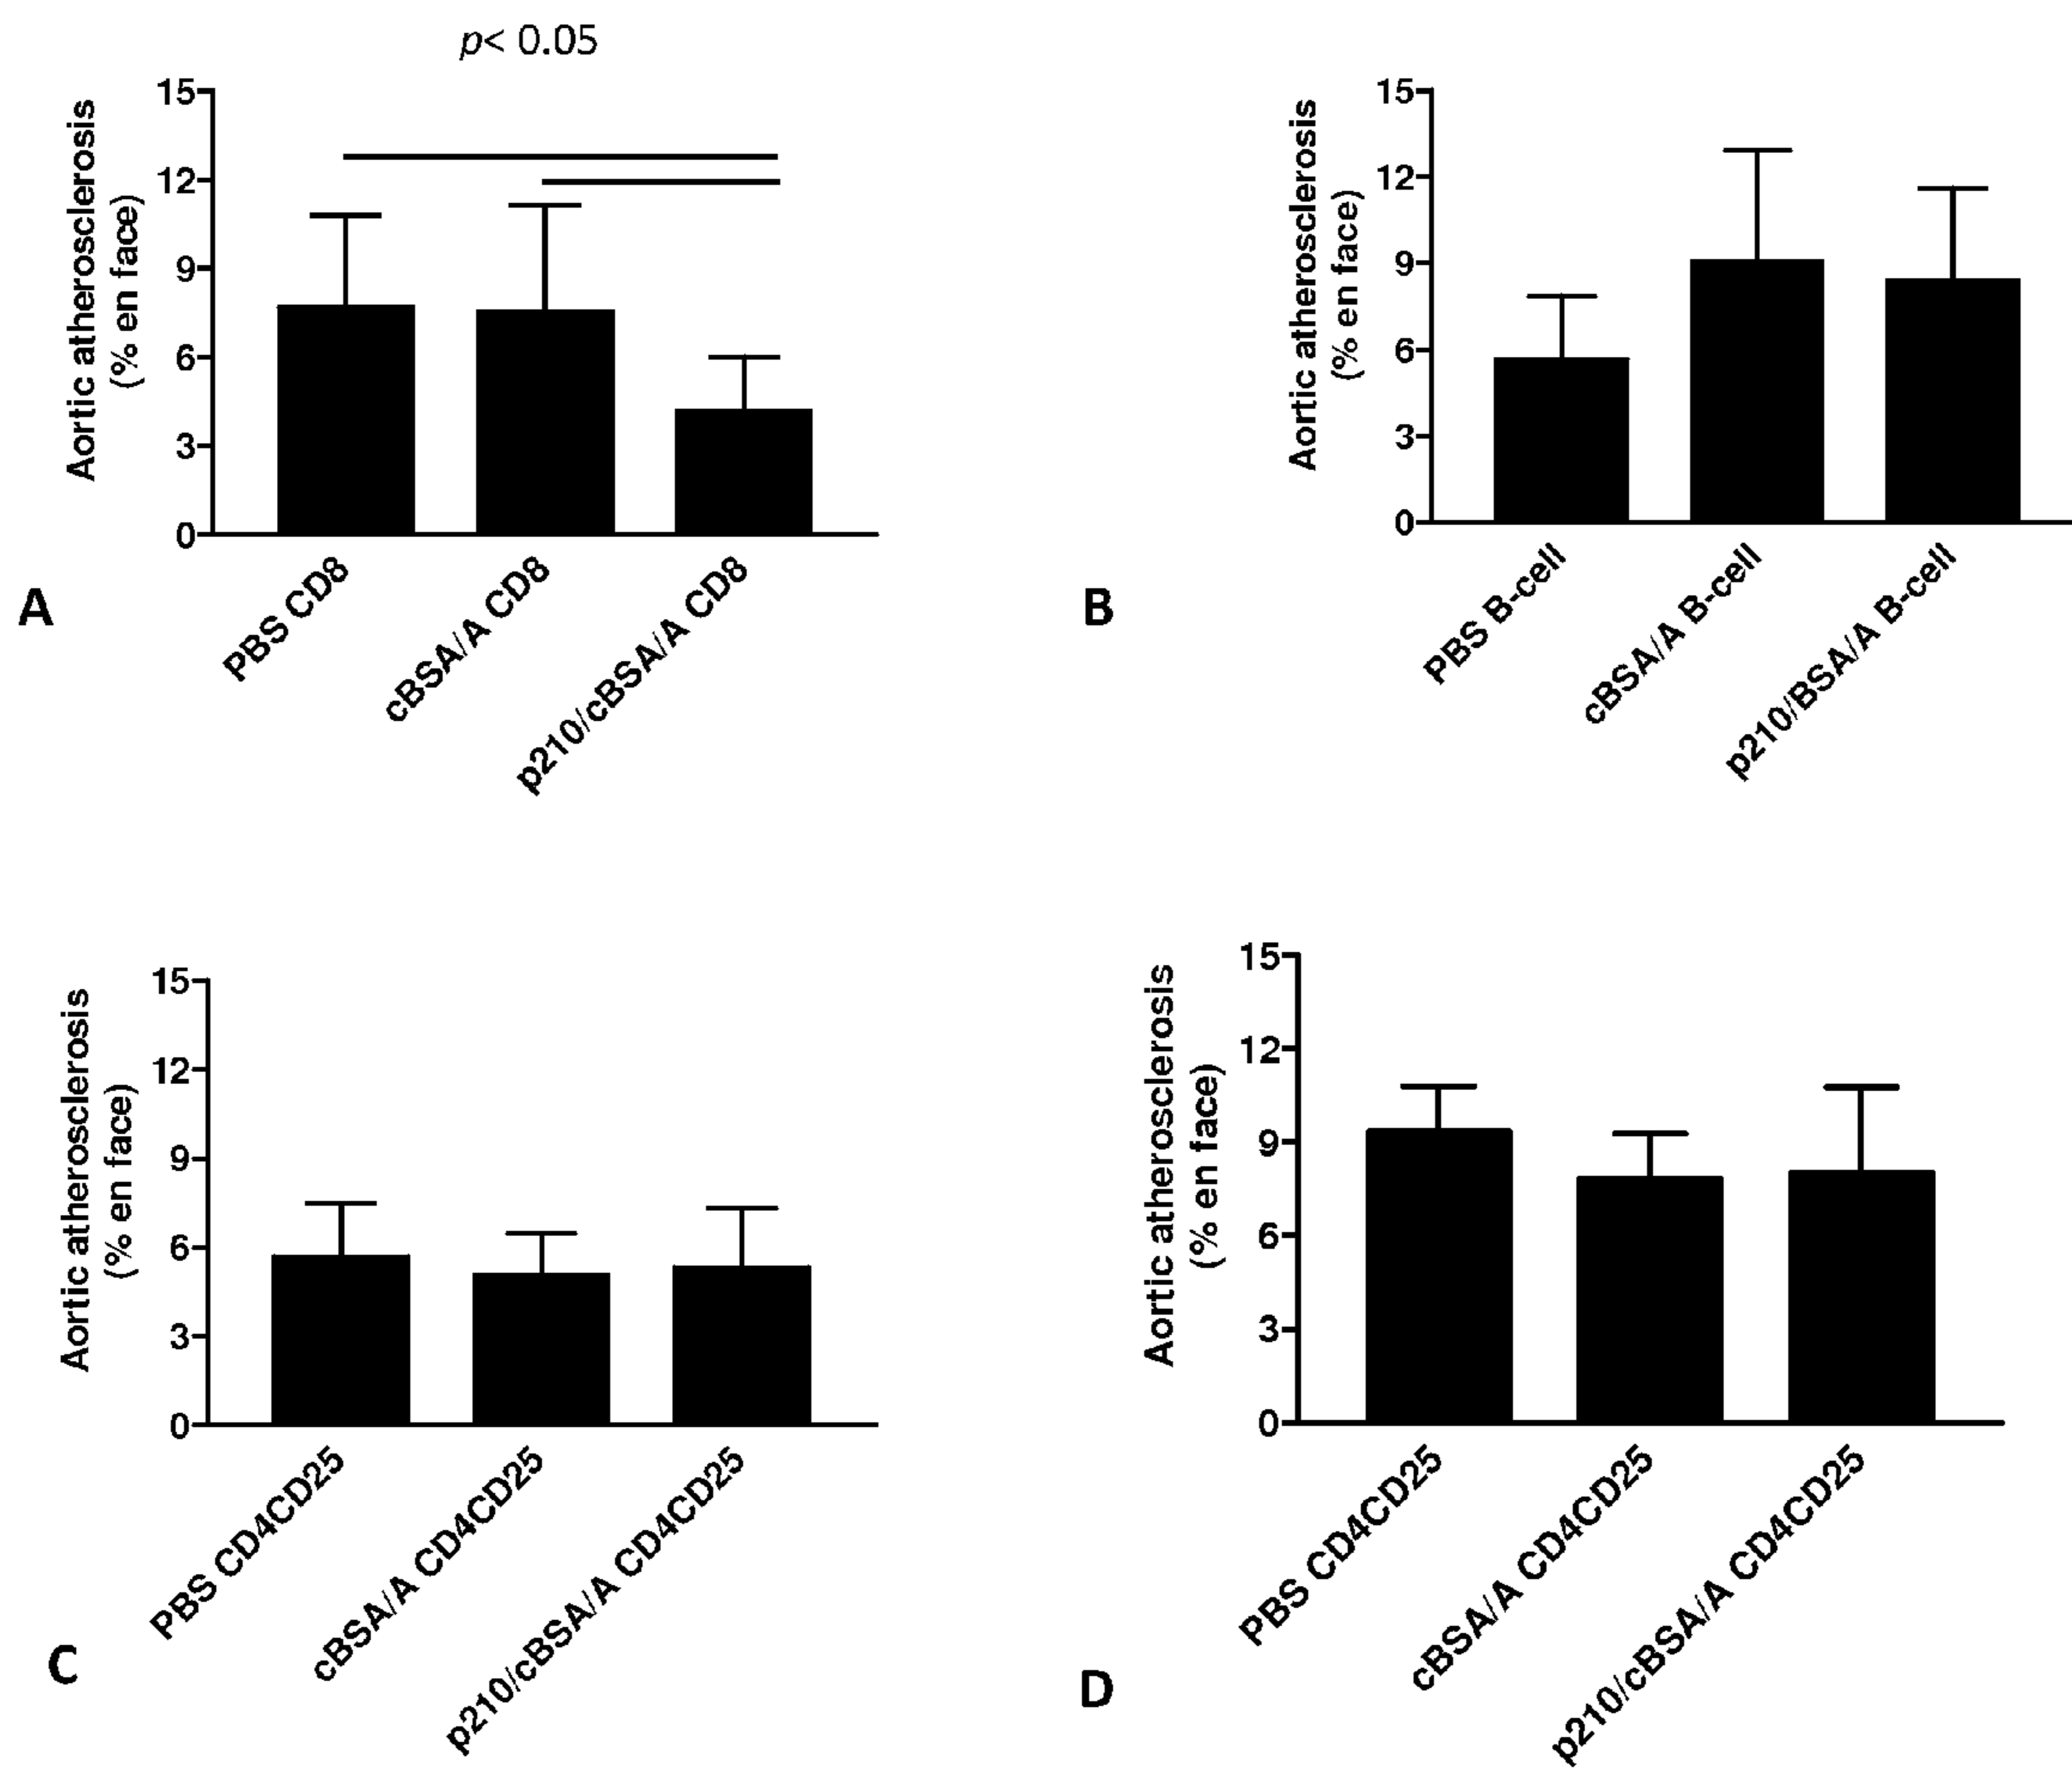 p< 0.05
Aortic atherosclerosis
(% en face)
15
12
9
6
3
0
PBS CD8
cBSA/A CD8
p210/cBSA/A CD8
A
Aortic atherosclerosis
(% en face)
15
12
9
6
3
0
PBS B-cell
cBSA/A B-cell
p210/BSA/A B-cell
B
Aortic atherosclerosis
(% en face)
15
12
9
6
3
0
PBS CD4CD25
cBSA/A CD4CD25
p210/cBSA/A CD4CD25
C
Aortic atherosclerosis
(% en face)
15
12
9
6
3
0
PBS CD4CD25
cBSA/A CD4CD25
p210/cBSA/A CD4CD25
D